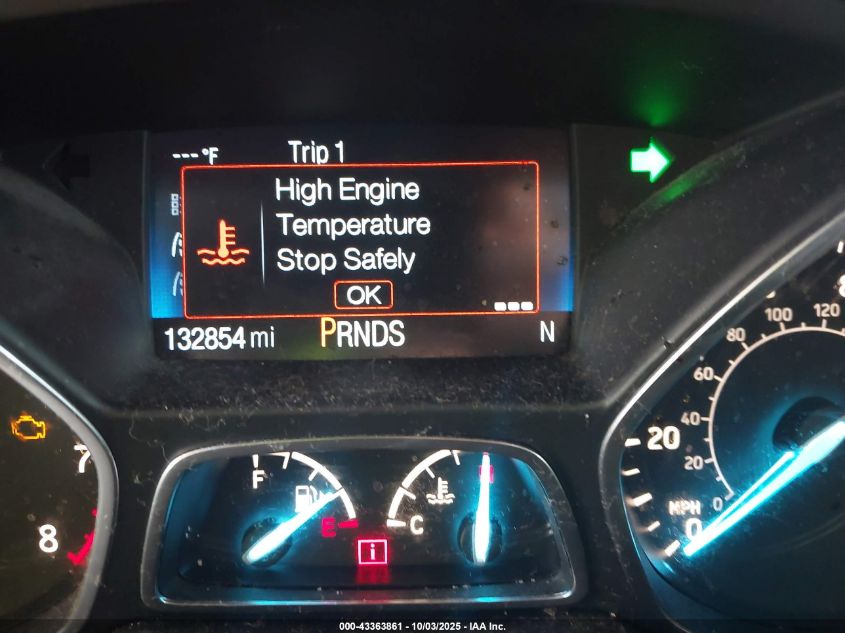 ---°F Trip 1
High Engine
Temperature
Stop Safely
OK
132854 mi PRNDS N
7
8
F
E
C
i
120
100
80
60
40
20
0
20
MPH
0
000-43363861 - 10/03/2025 - IAA Inc.